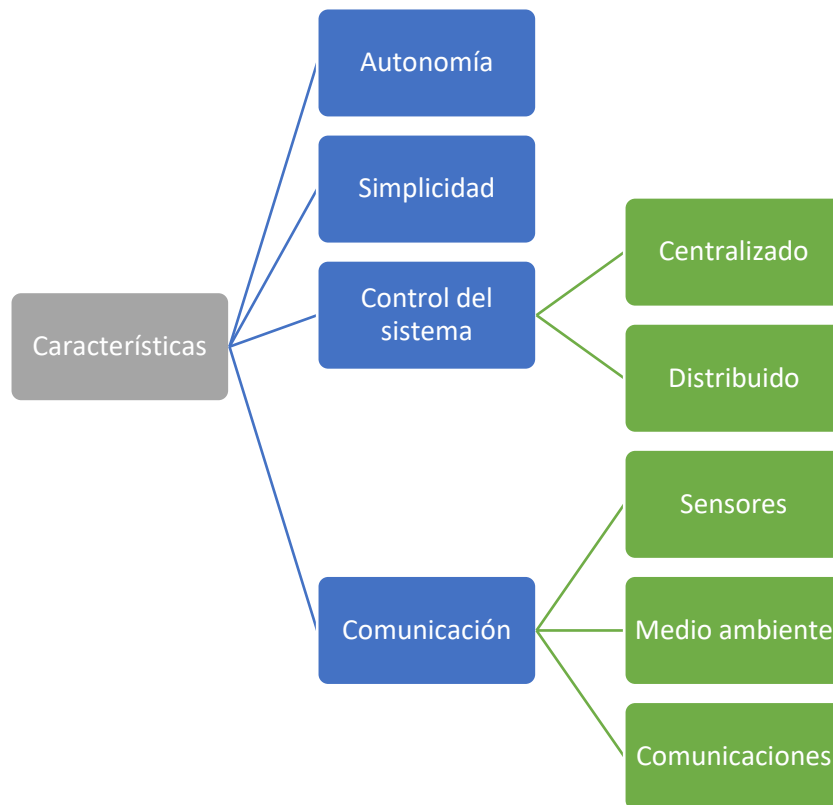 Autonomía
Simplicidad
Centralizado
Control del
sistema
Características
Distribuido
Sensores
Comunicación
Medio ambiente
Comunicaciones